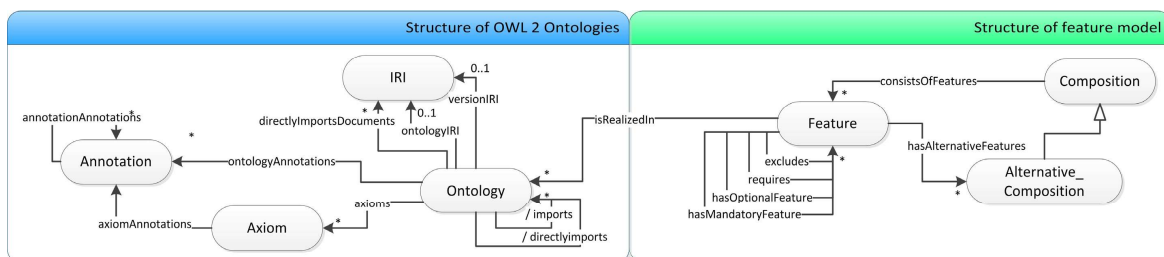 Structure of OWL 2 Ontologies
Structure of feature model
IRI
0..1
versionIRI
*
0..1
directlyImportsDocuments
ontologyIRI
annotationAnnotations
*
*
Annotation
ontologyAnnotations
Ontology
*
*
axioms
*
/ imports
/ directlyimports
axiomAnnotations
Axiom
isRealizedIn
consistsOfFeatures
Composition
*
Feature
hasAlternativeFeatures
excludes
*
requires
hasOptionalFeature
hasMandatoryFeature
*
Alternative_
Composition